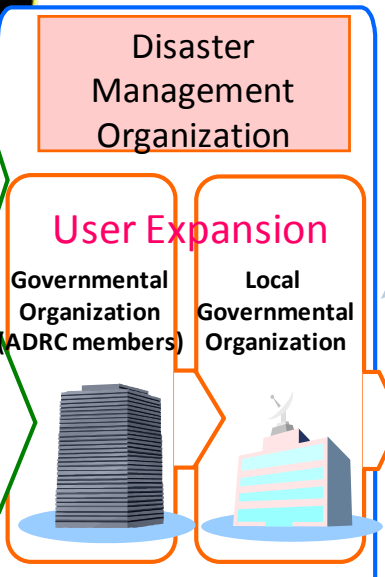 Disaster
Management
Organization
User Expansion
Governmental
Organization
(ADRC members)
Local
Governmental
Organization